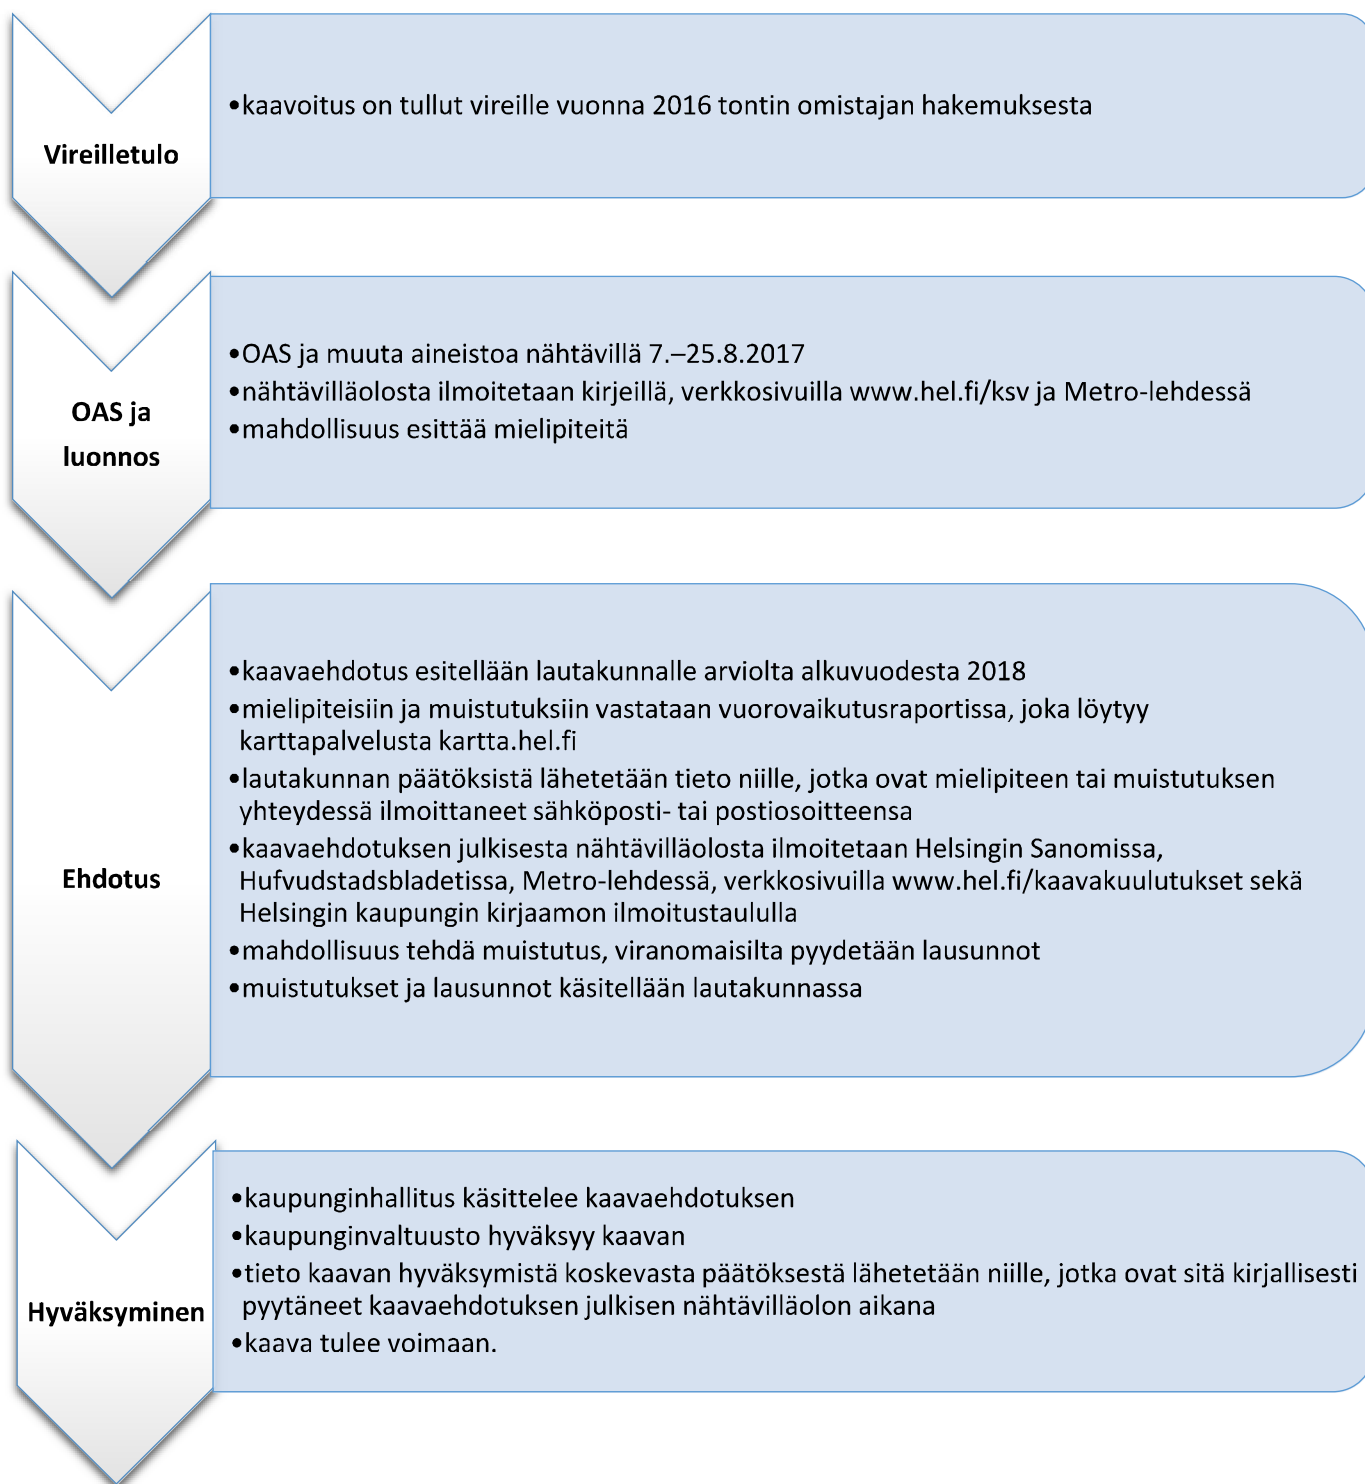 Vireilletulo
•kaavoitus on tullut vireille vuonna 2016 tontin omistajan hakemuksesta
OAS ja
luonnos
•OAS ja muuta aineistoa nähtävillä 7.–25.8.2017
•nähtävilläolosta ilmoitetaan kirjeillä, verkkosivuilla www.hel.fi/ksv ja Metro-lehdessä
•mahdollisuus esittää mielipiteitä
Ehdotus
•kaavaehdotus esitellään lautakunnalle arviolta alkuvuodesta 2018
•mielipiteisiin ja muistutuksiin vastataan vuorovaikutusraportissa, joka löytyy
karttapalvelusta kartta.hel.fi
•lautakunnan päätöksistä lähetetään tieto niille, jotka ovat mielipiteen tai muistutuksen
yhteydessä ilmoittaneet sähköposti- tai postiosoitteensa
•kaavaehdotuksen julkisesta nähtävilläolosta ilmoitetaan Helsingin Sanomissa,
Hufvudstadsbladetissa, Metro-lehdessä, verkkosivuilla www.hel.fi/kaavakuulutukset sekä
Helsingin kaupungin kirjaamon ilmoitustaululla
•mahdollisuus tehdä muistutus, viranomaisilta pyydetään lausunnot
•muistutukset ja lausunnot käsitellään lautakunnassa
Hyväksyminen
•kaupunginhallitus käsittelee kaavaehdotuksen
•kaupunginvaltuusto hyväksyy kaavan
•tieto kaavan hyväksymistä koskevasta päätöksestä lähetetään niille, jotka ovat sitä kirjallisesti
pyytäneet kaavaehdotuksen julkisen nähtävilläolon aikana
•kaava tulee voimaan.